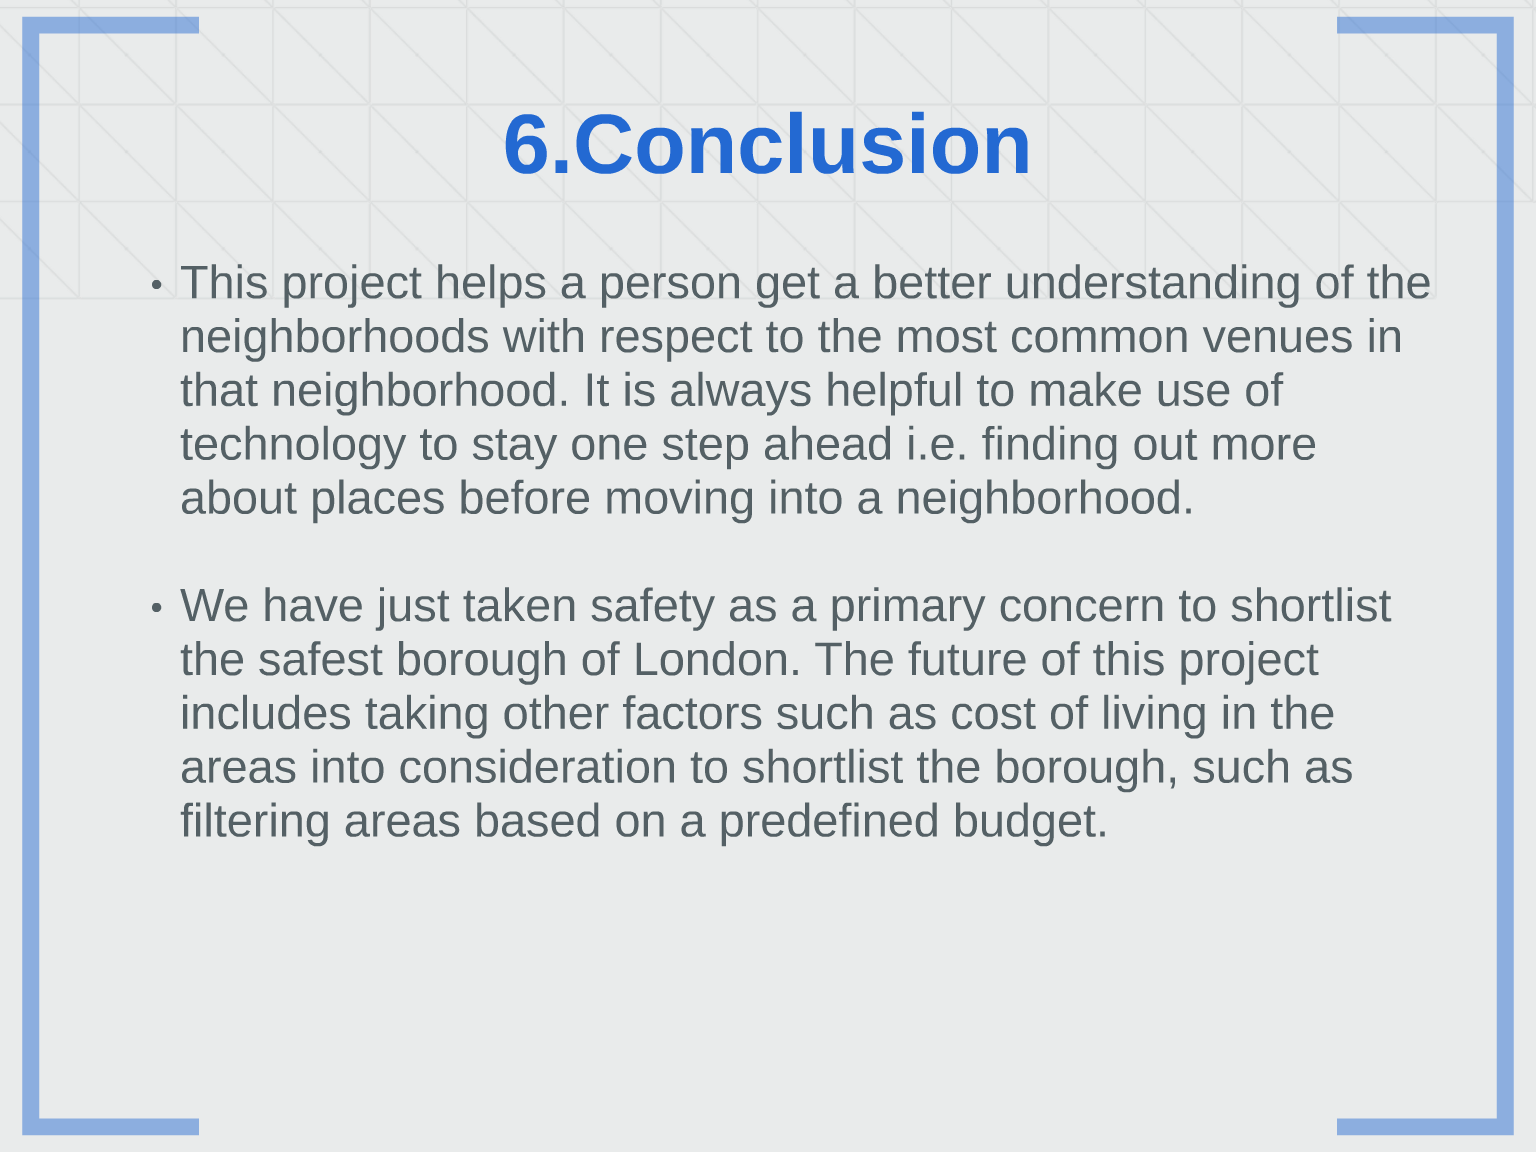 6.Conclusion
• This project helps a person get a better understanding of the
neighborhoods with respect to the most common venues in
that neighborhood. It is always helpful to make use of
technology to stay one step ahead i.e. finding out more
about places before moving into a neighborhood.
• We have just taken safety as a primary concern to shortlist
the safest borough of London. The future of this project
includes taking other factors such as cost of living in the
areas into consideration to shortlist the borough, such as
filtering areas based on a predefined budget.